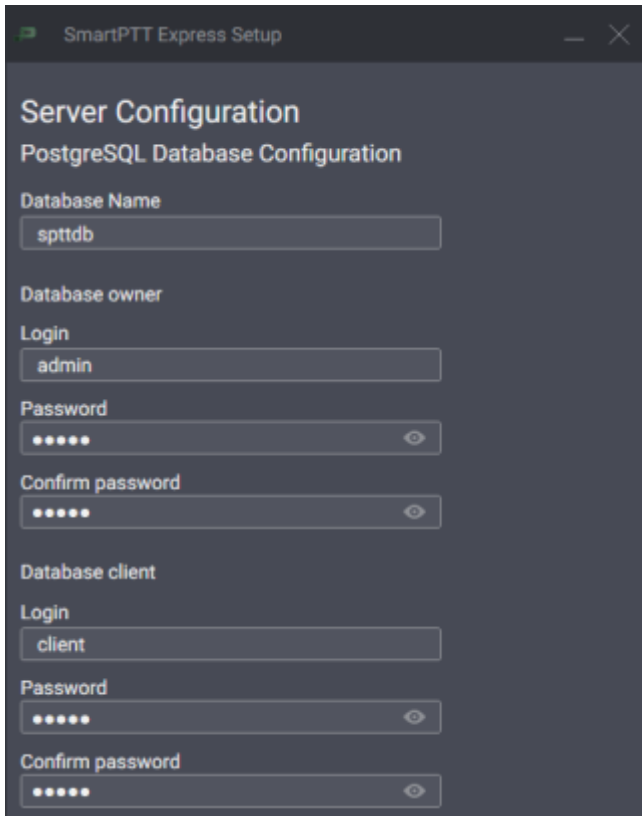 SmartPTT Express Setup
Server Configuration
PostgreSQL Database Configuration
Database Name
spttdb
Database owner
Login
admin
Password
•••••
Confirm password
•••••
Database client
Login
client
Password
•••••
Confirm password
•••••